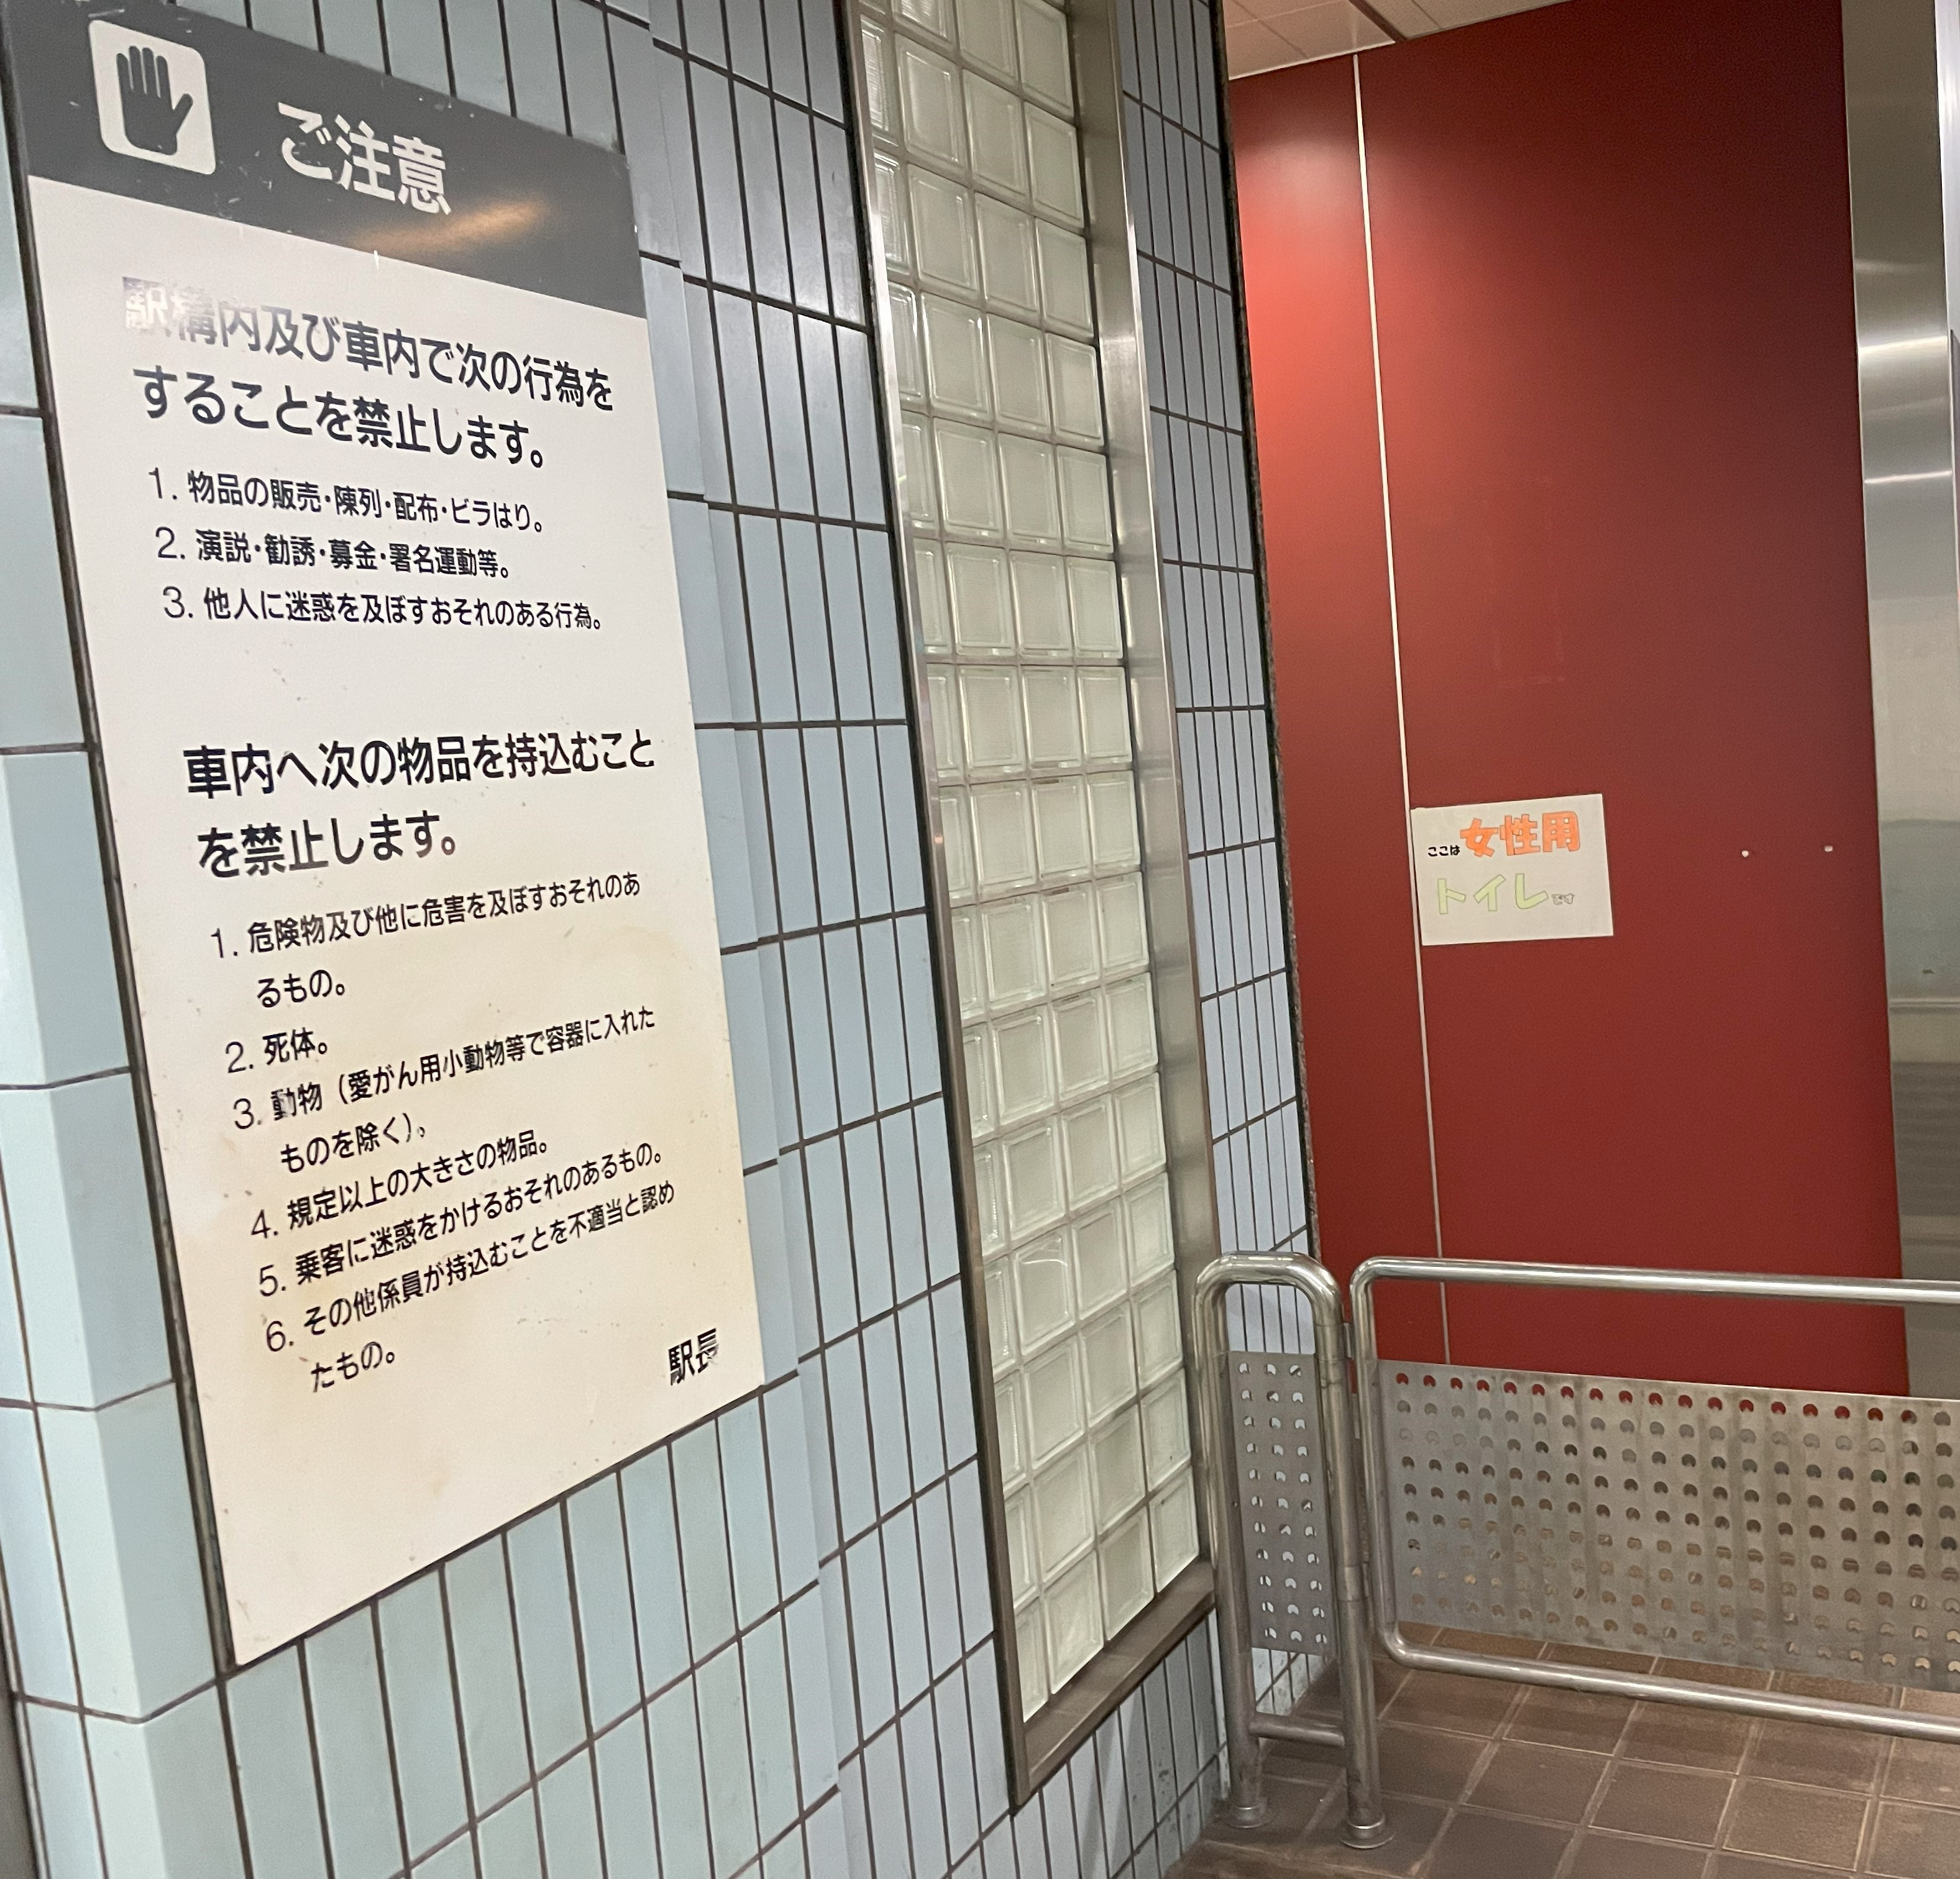 ご注意
駅構内及び車内で次の行為を
することを禁止します。
1. 物品の販売・陳列・配布・ビラはり。
2. 演説・勧誘・募金・署名運動等。
3. 他人に迷惑を及ぼすおそれのある行為。
車内へ次の物品を持込むこと
を禁止します。
1. 危険物及び他に危害を及ぼすおそれのあ
るもの。
2. 死体。
3. 動物（愛がん用小動物等で容器に入れた
ものを除く）。
4. 規定以上の大きさの物品。
5. 乗客に迷惑をかけるおそれのあるもの。
6. その他係員が持込むことを不適当と認め
たもの。
駅長
ここは女性用
トイレです